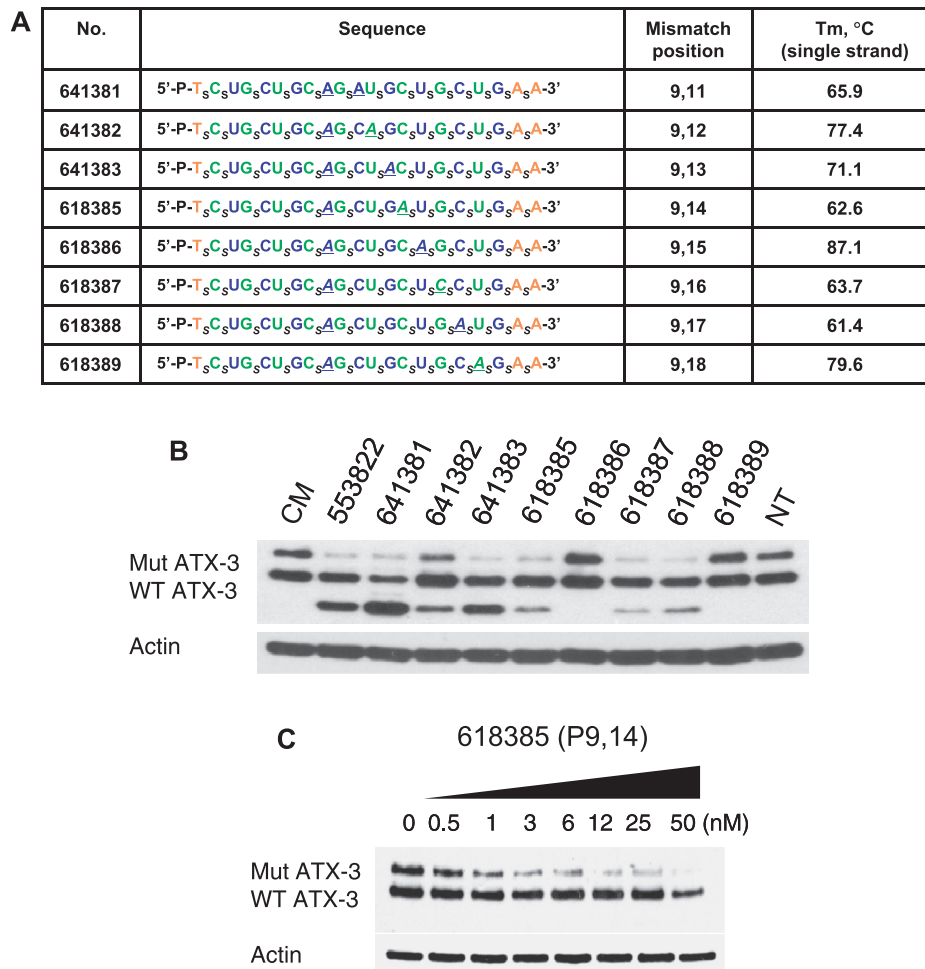 A
No. Sequence Mismatch position Tm, °C (single strand)
641381 5'-P-TsCsUGsCUsGCsAGsAUsGCsUsGsCsUsGsAsA-3' 9,11 65.9
641382 5'-P-TsCsUGsCUsGCsAGsCAsGCsUsGsCsUsGsAsA-3' 9,12 77.4
641383 5'-P-TsCsUGsCUsGCsAGsCUsACsUsGsCsUsGsAsA-3' 9,13 71.1
618385 5'-P-TsCsUGsCUsGCsAGsCUsGAsUsGsCsUsGsAsA-3' 9,14 62.6
618386 5'-P-TsCsUGsCUsGCsAGsCUsGCsAsGsCsUsGsAsA-3' 9,15 87.1
618387 5'-P-TsCsUGsCUsGCsAGsCUsGCsUsCsCsUsGsAsA-3' 9,16 63.7
618388 5'-P-TsCsUGsCUsGCsAGsCUsGCsUsGsAsUsGsAsA-3' 9,17 61.4
618389 5'-P-TsCsUGsCUsGCsAGsCUsGCsUsGsCsAsGsAsA-3' 9,18 79.6
B
CM 553822 641381 641382 641383 618385 618386 618387 618388 618389 NT
Mut ATX-3
WT ATX-3
Actin
C
618385 (P9,14)
0 0.5 1 3 6 12 25 50 (nM)
Mut ATX-3
WT ATX-3
Actin